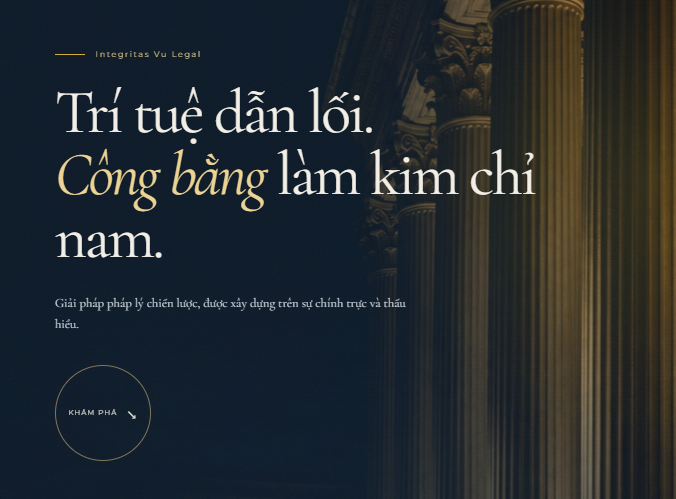 Integritas Vu Legal
Trí tuệ dẫn lối.
Công bằng làm kim chỉ
nam.
Giải pháp pháp lý chiến lược, được xây dựng trên sự chính trực và thấu
hiểu.
KHÁM PHÁ